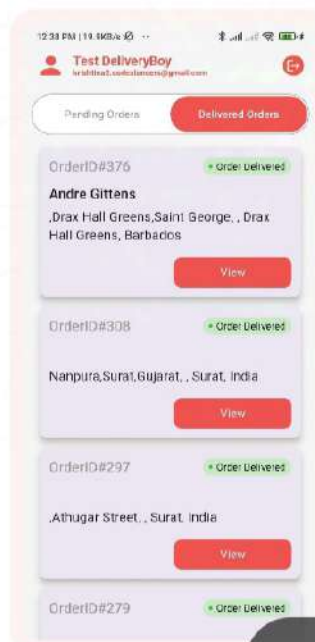 12:38 PM | 19.9KB/s
Test DeliveryBoy
Pending Orders
Delivered Orders
OrderID#376
• Order Delivered
Andre Gittens
,Drax Hall Greens,Saint George, , Drax
Hall Greens, Barbados
View
OrderID#308
• Order Delivered
Nanpura,Surat,Gujarat, , Surat, India
View
OrderID#297
• Order Delivered
,Athugar Street, , Surat, India
View
OrderID#279
• Order Delivered